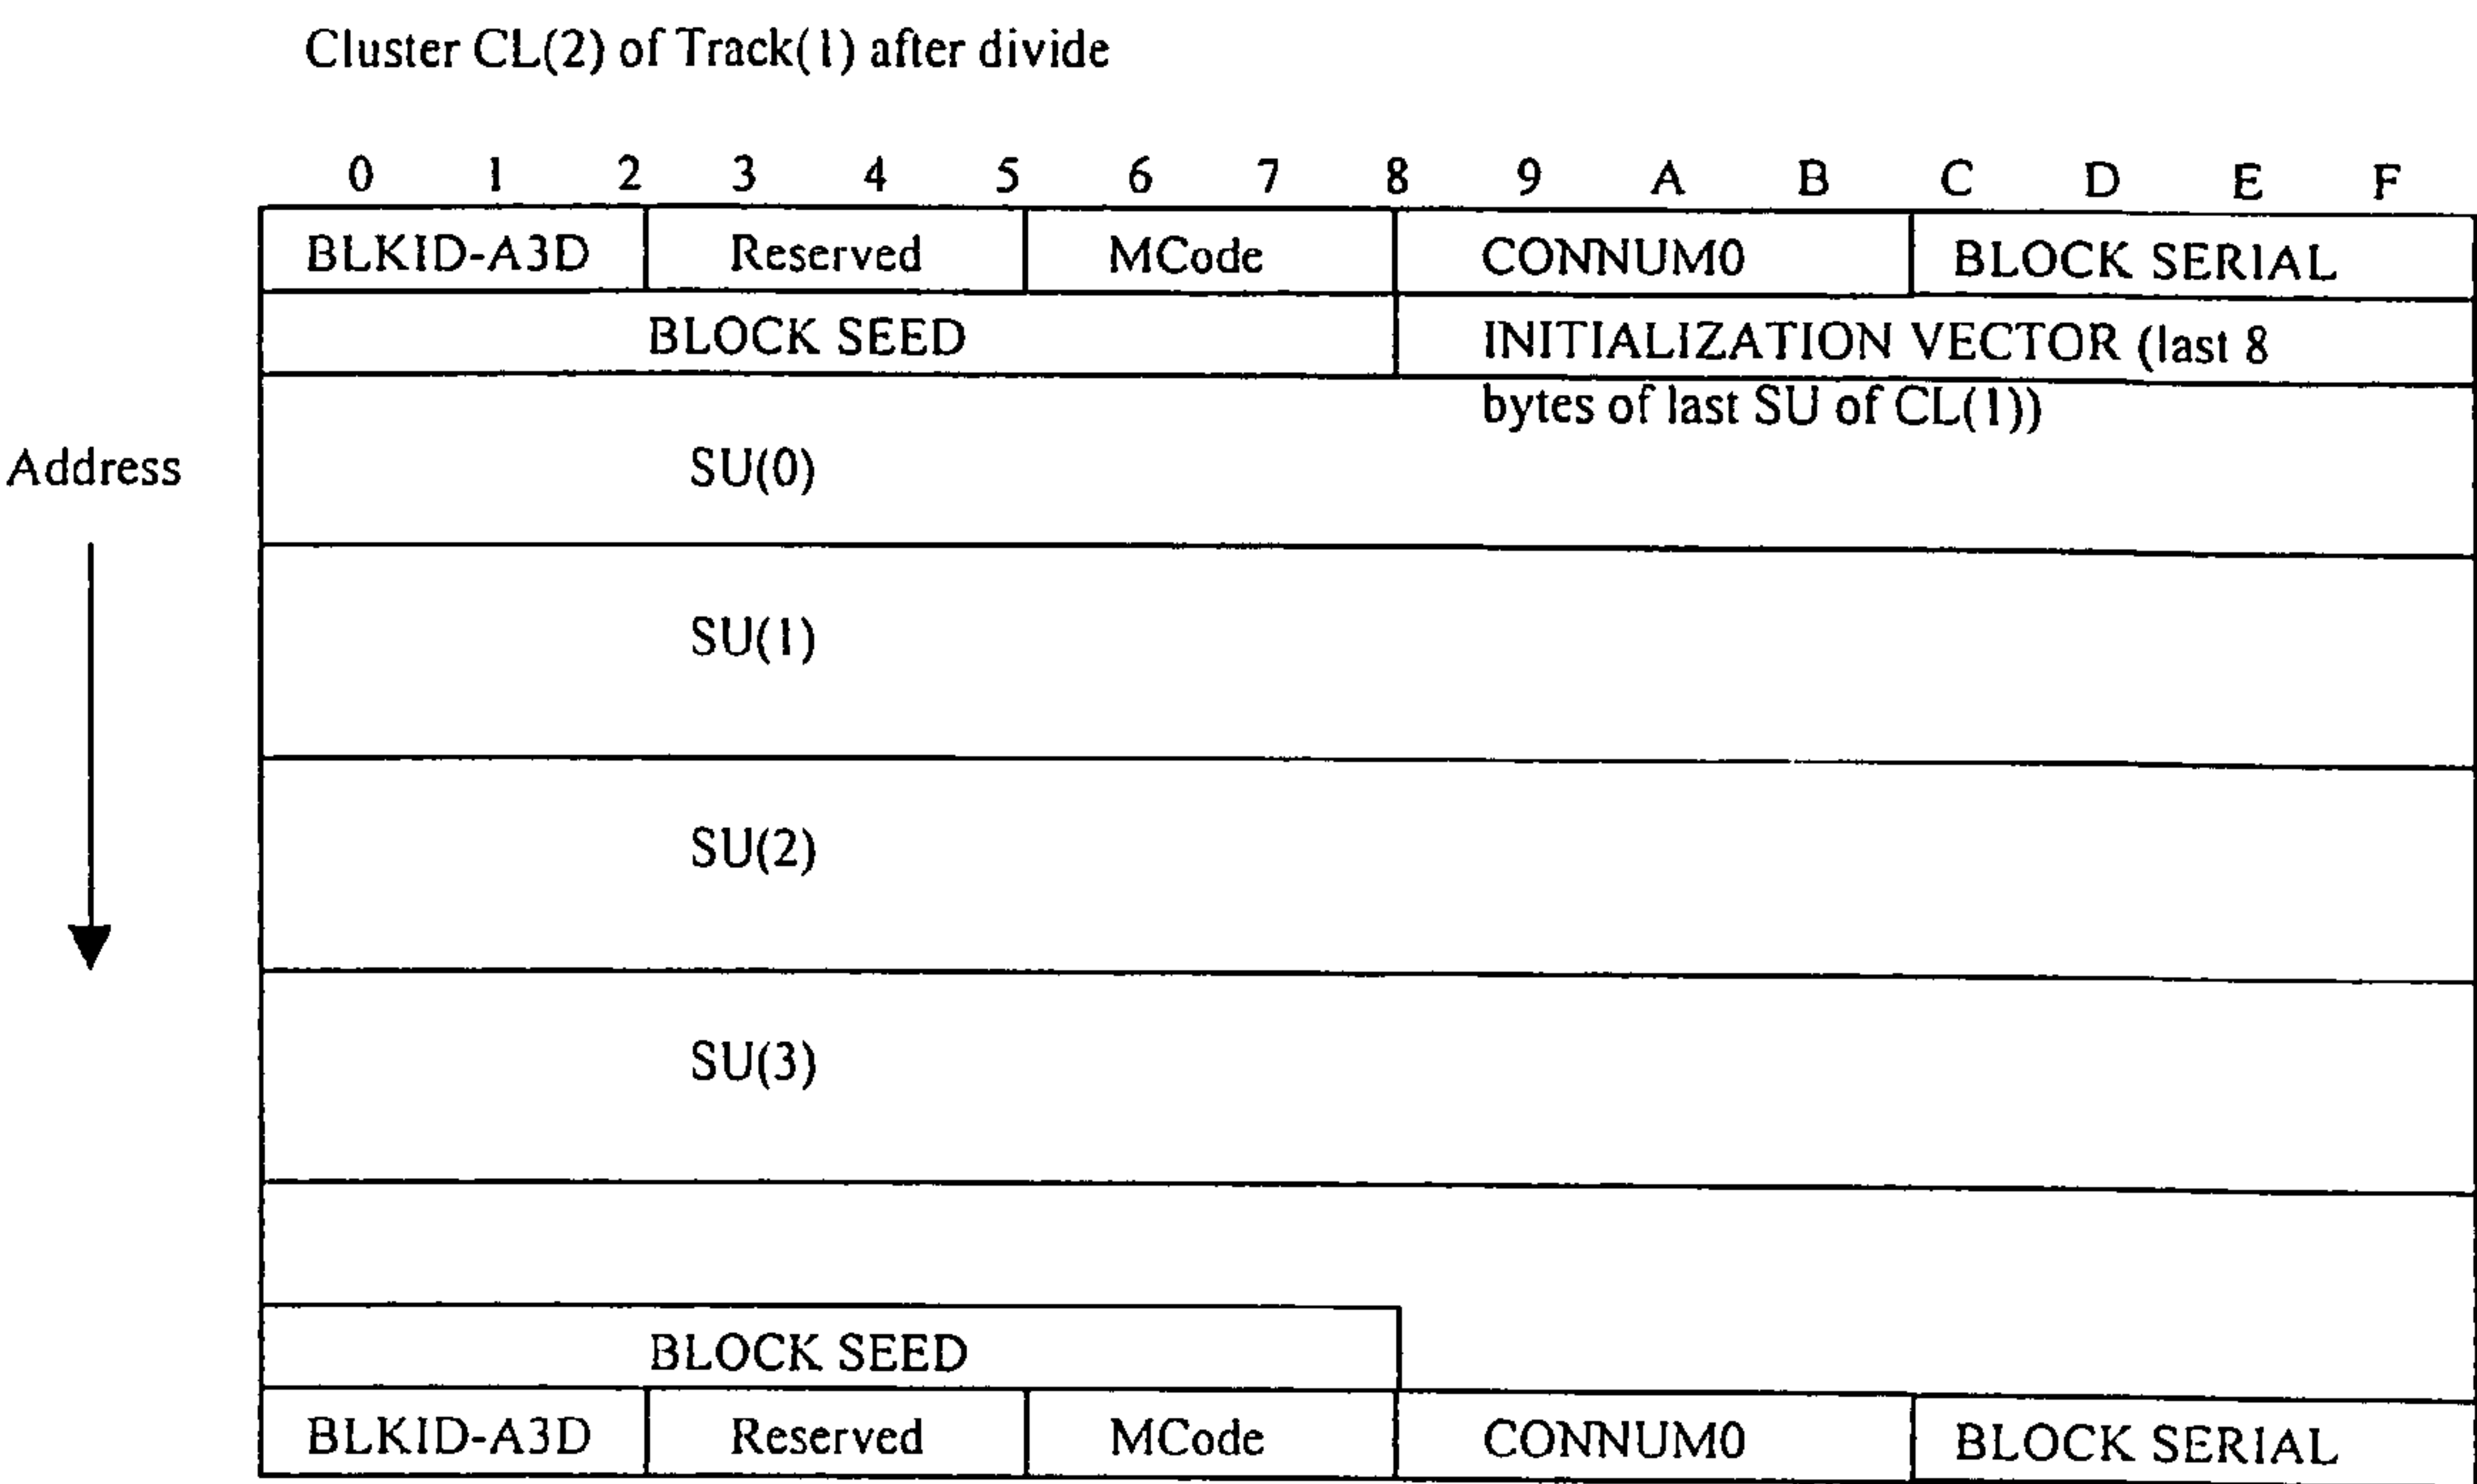 Cluster CL(2) of Track(1) after divide
0 1 2 3 4 5 6 7 8 9 A B C D E F
BLKID-A3D Reserved MCode CONNUM0 BLOCK SERIAL
BLOCK SEED INITIALIZATION VECTOR (last 8
bytes of last SU of CL(1))
Address
SU(0)
SU(1)
SU(2)
SU(3)
BLOCK SEED
BLKID-A3D Reserved MCode CONNUM0 BLOCK SERIAL